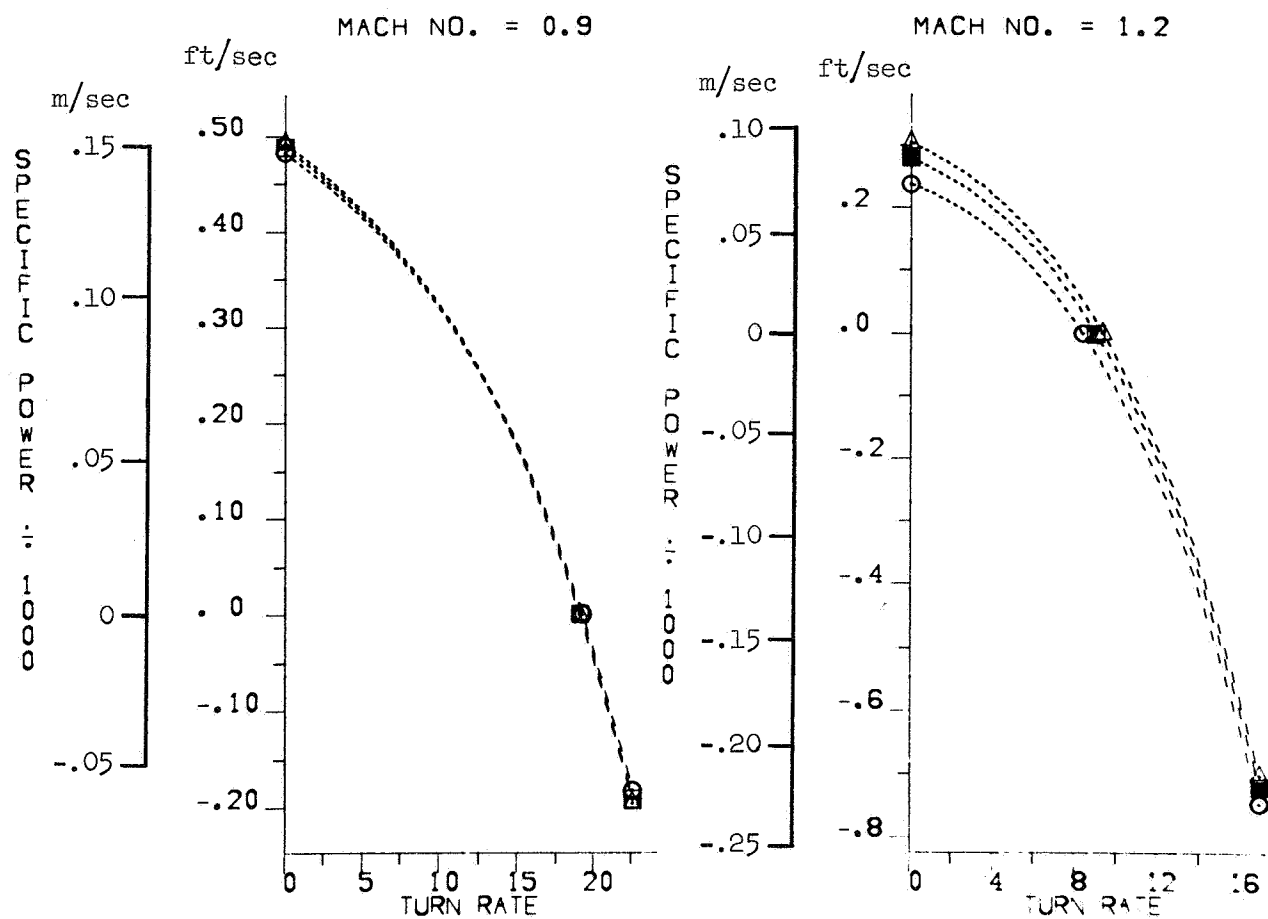 MACH NO. = 0.9
ft/sec
m/sec
SPECIFIC POWER ÷ 1000
.15
.10
.05
0
-.05
.50
.40
.30
.20
.10
. 0
-.10
-.20
0 5 10 15 20
TURN RATE
MACH NO. = 1.2
ft/sec
m/sec
SPECIFIC POWER ÷ 1000
.10
.05
0
-.05
-.10
-.15
-.20
-.25
.2
.0
-.2
-.4
-.6
-.8
0 4 8 12 16
TURN RATE